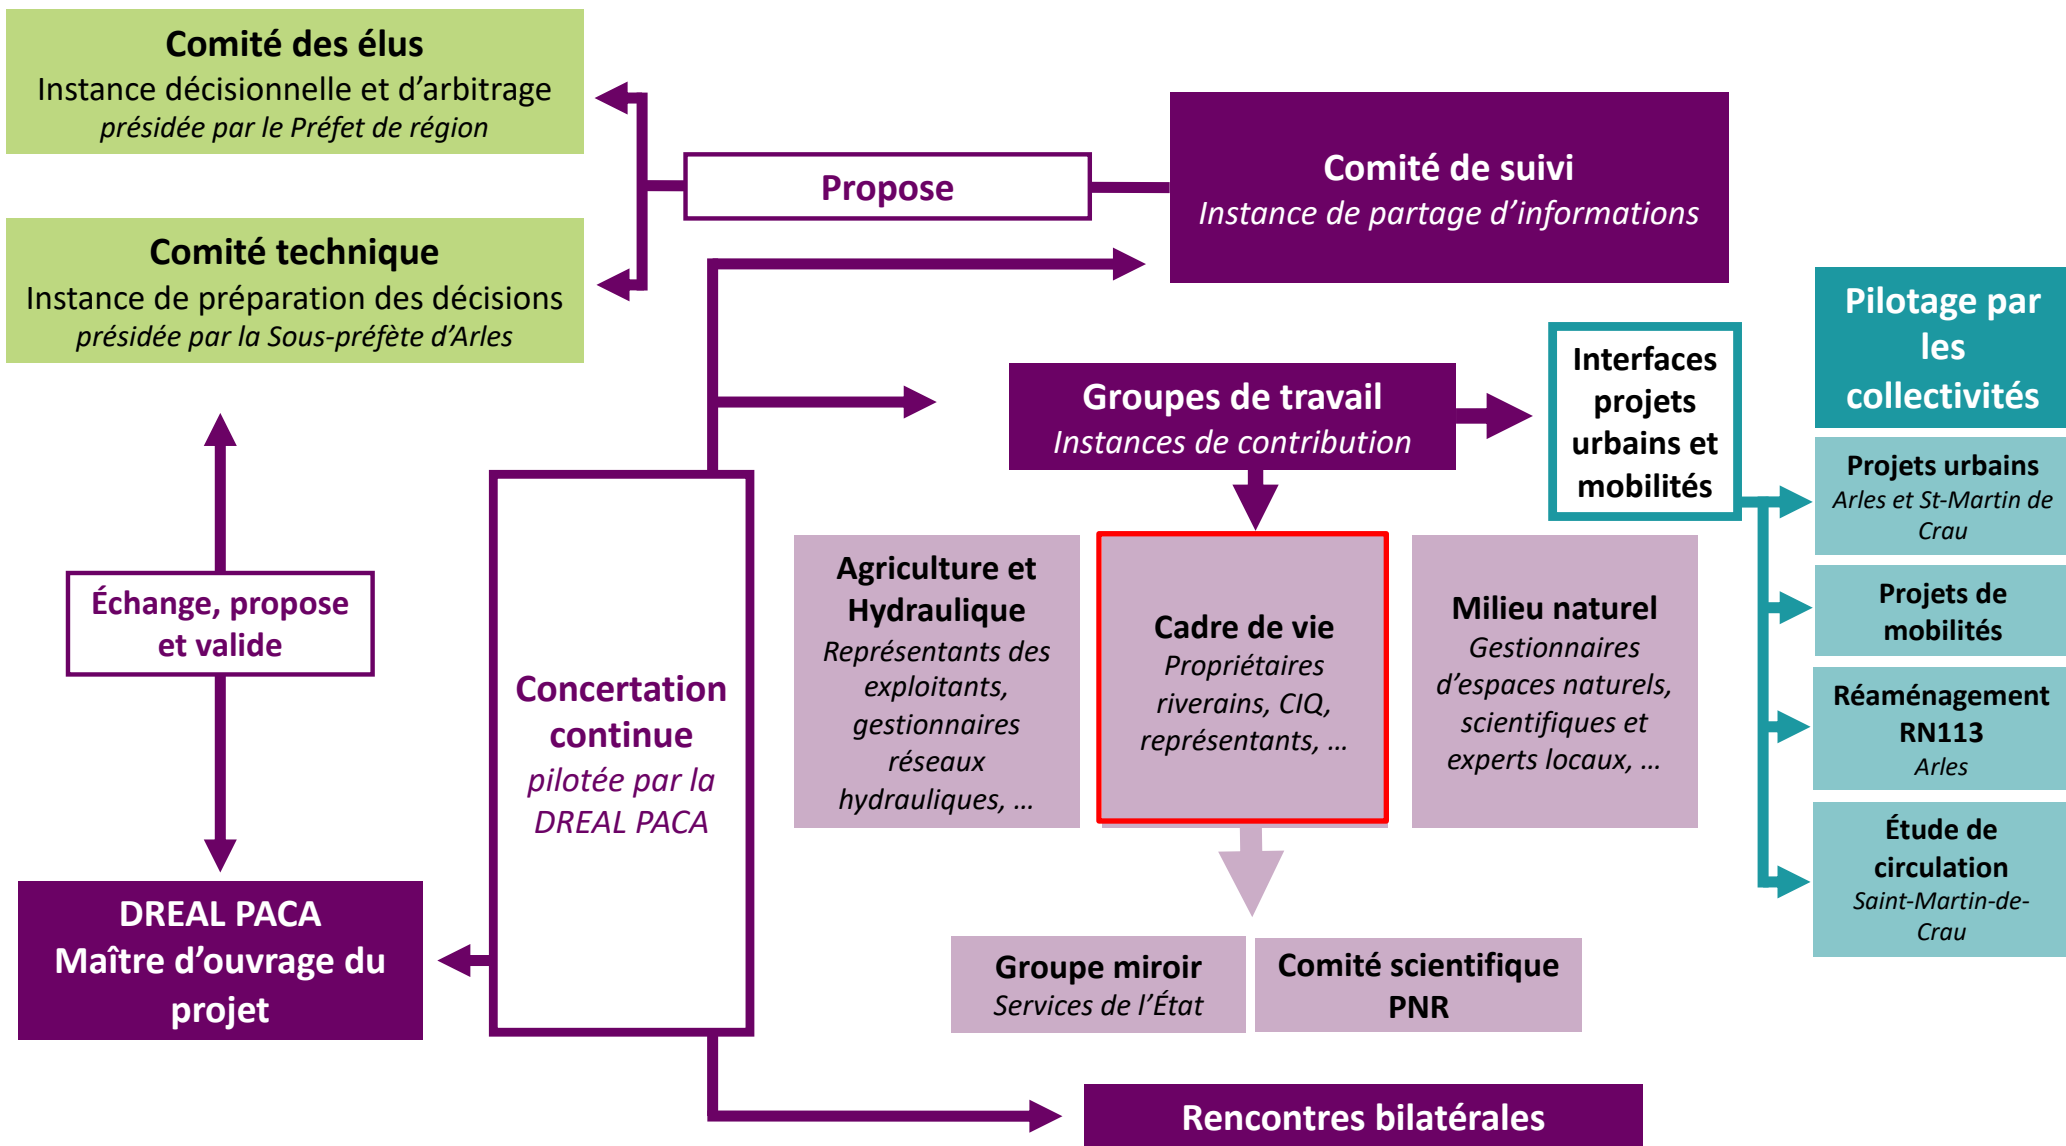 Comité des élus
Instance décisionnelle et d’arbitrage
présidée par le Préfet de région
Propose
Comité de suivi
Instance de partage d’informations
Comité technique
Instance de préparation des décisions
présidée par la Sous-préfète d’Arles
Échange, propose
et valide
DREAL PACA
Maître d’ouvrage du
projet
Concertation
continue
pilotée par la
DREAL PACA
Groupes de travail
Instances de contribution
Interfaces
projets
urbains et
mobilités
Pilotage par
les
collectivités
Projets urbains
Arles et St-Martin de
Crau
Projets de
mobilités
Réaménagement
RN113
Arles
Étude de
circulation
Saint-Martin-de-
Crau
Agriculture et
Hydraulique
Représentants des
exploitants,
gestionnaires
réseaux
hydrauliques, …
Cadre de vie
Propriétaires
riverains, CIQ,
représentants, …
Milieu naturel
Gestionnaires
d’espaces naturels,
scientifiques et
experts locaux, …
Groupe miroir
Services de l’État
Comité scientifique
PNR
Rencontres bilatérales